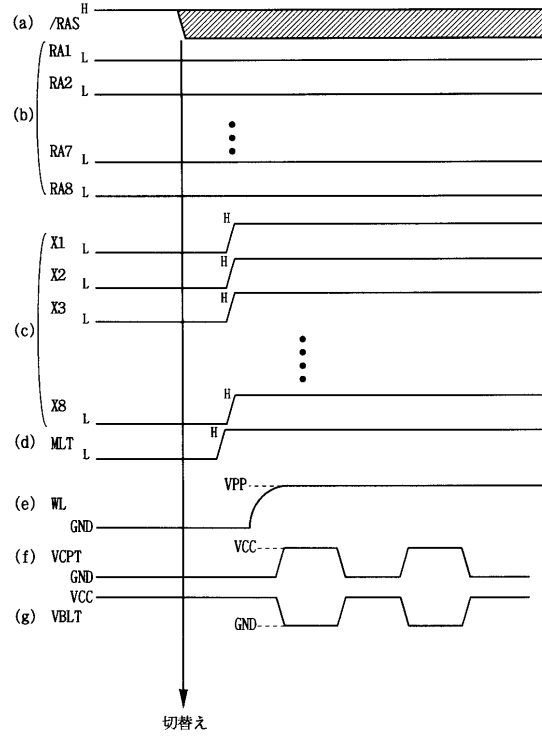 H
(a) /RAS
RA1 L
RA2 L
(b)
RA7 L
RA8 L
H
X1 L
H
X2 L
H
X3 L
(c)
H
X8 L
H
(d) MLT L
VPP
(e) WL
GND
VCC
(f) VCPT
GND
VCC
(g) VBLT
GND
切替え